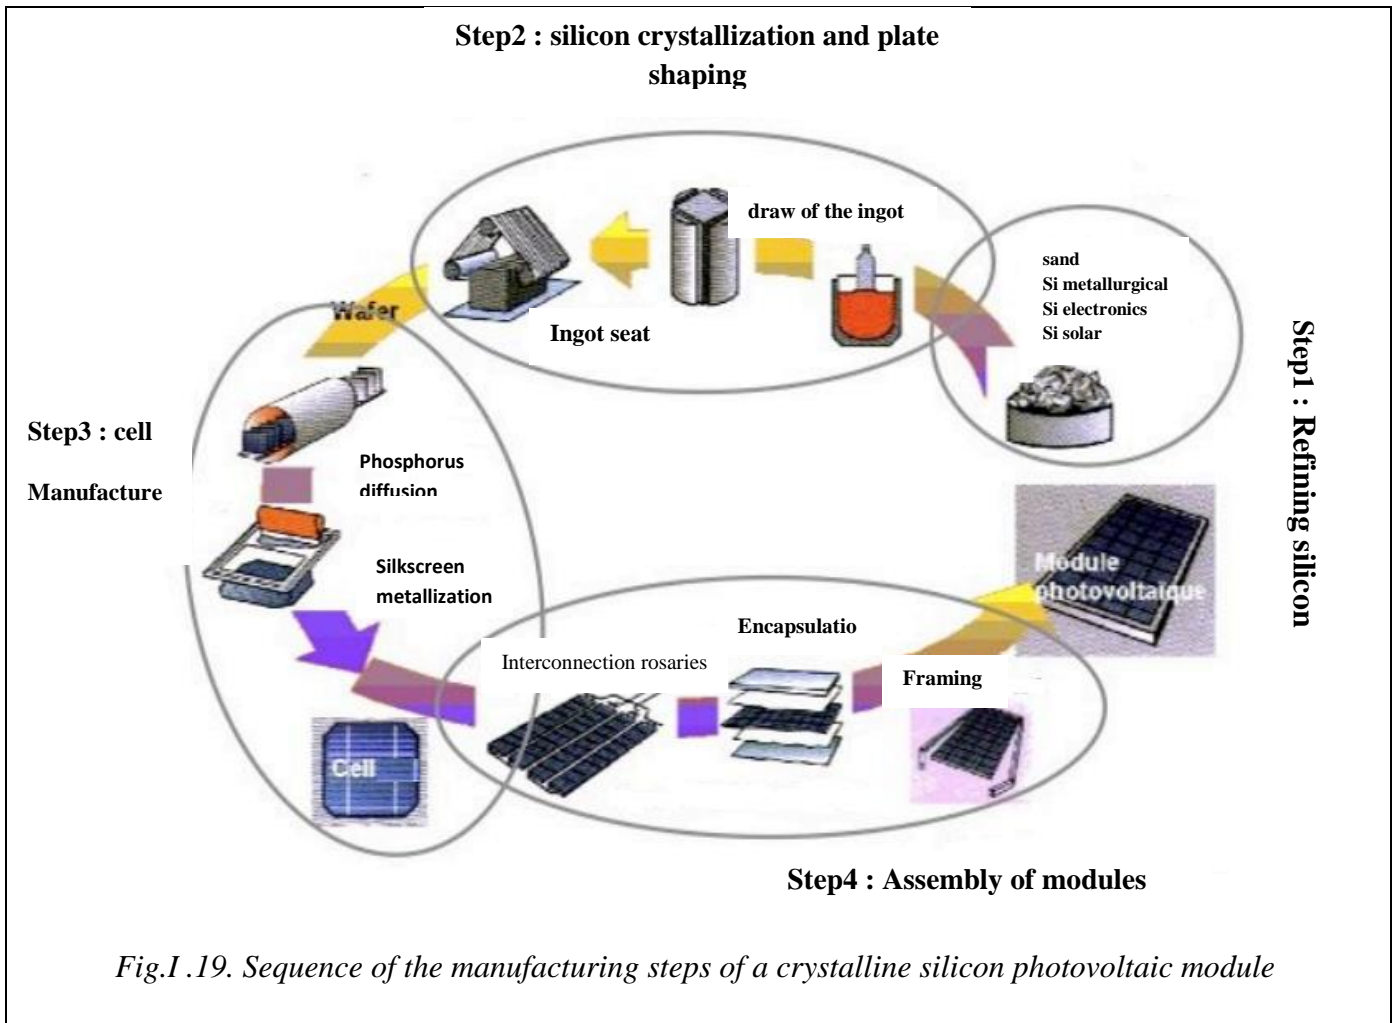 Step2 : silicon crystallization and plate
shaping
draw of the ingot
sand
Si metallurgical
Si electronics
Si solar
Wafer
Ingot seat
Step1 : Refining silicon
Step3 : cell
Manufacture
Phosphorus
diffusion
Silkscreen
metallization
Module
photovoltaïque
Encapsulatio
Interconnection rosaries
Framing
Cell
Step4 : Assembly of modules
Fig.I .19. Sequence of the manufacturing steps of a crystalline silicon photovoltaic module